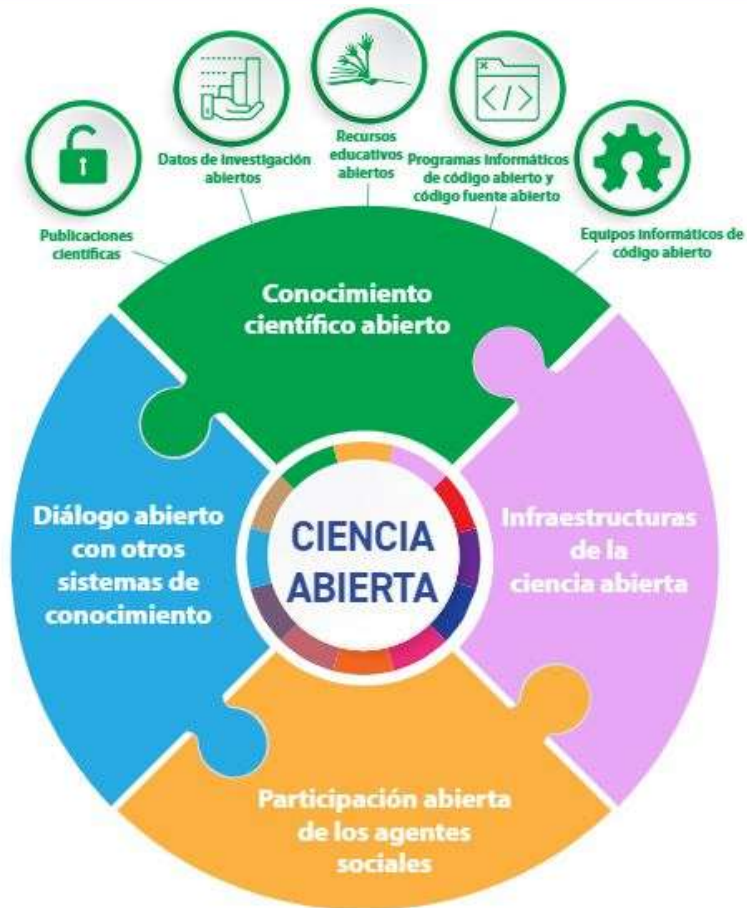 Publicaciones
científicas
Datos de investigación
abiertos
Recursos
educativos
abiertos
Programas informáticos
de código abierto y
código fuente abierto
Equipos informáticos de
código abierto
Conocimiento
científico abierto
Diálogo abierto
con otros
sistemas de
conocimiento
CIENCIA
ABIERTA
Infraestructuras
de la
ciencia abierta
Participación abierta
de los agentes
sociales